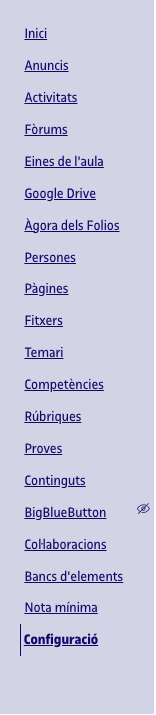 Inici
Anuncis
Activitats
Fòrums
Eines de l'aula
Google Drive
Àgora dels Folios
Persones
Pàgines
Fitxers
Temari
Competències
Rúbriques
Proves
Continguts
BigBlueButton
Col·laboracions
Bancs d'elements
Nota mínima
Configuració